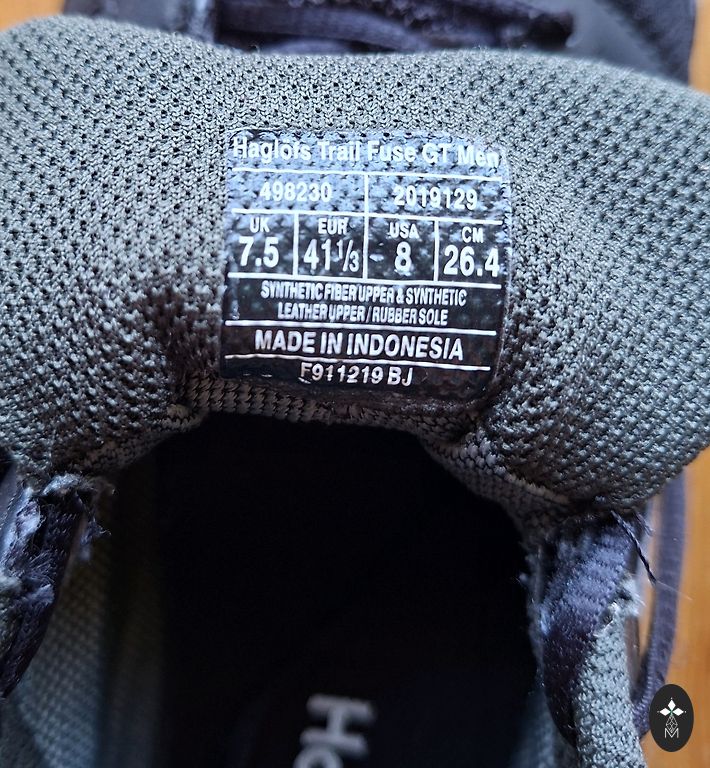 Haglöfs Trail Fuse GT Men
498230 2019129
UK EUR USA CM
7.5 41 1/3 8 26.4
SYNTHETIC FIBER UPPER & SYNTHETIC
LEATHER UPPER / RUBBER SOLE
MADE IN INDONESIA
F911219 BJ
M